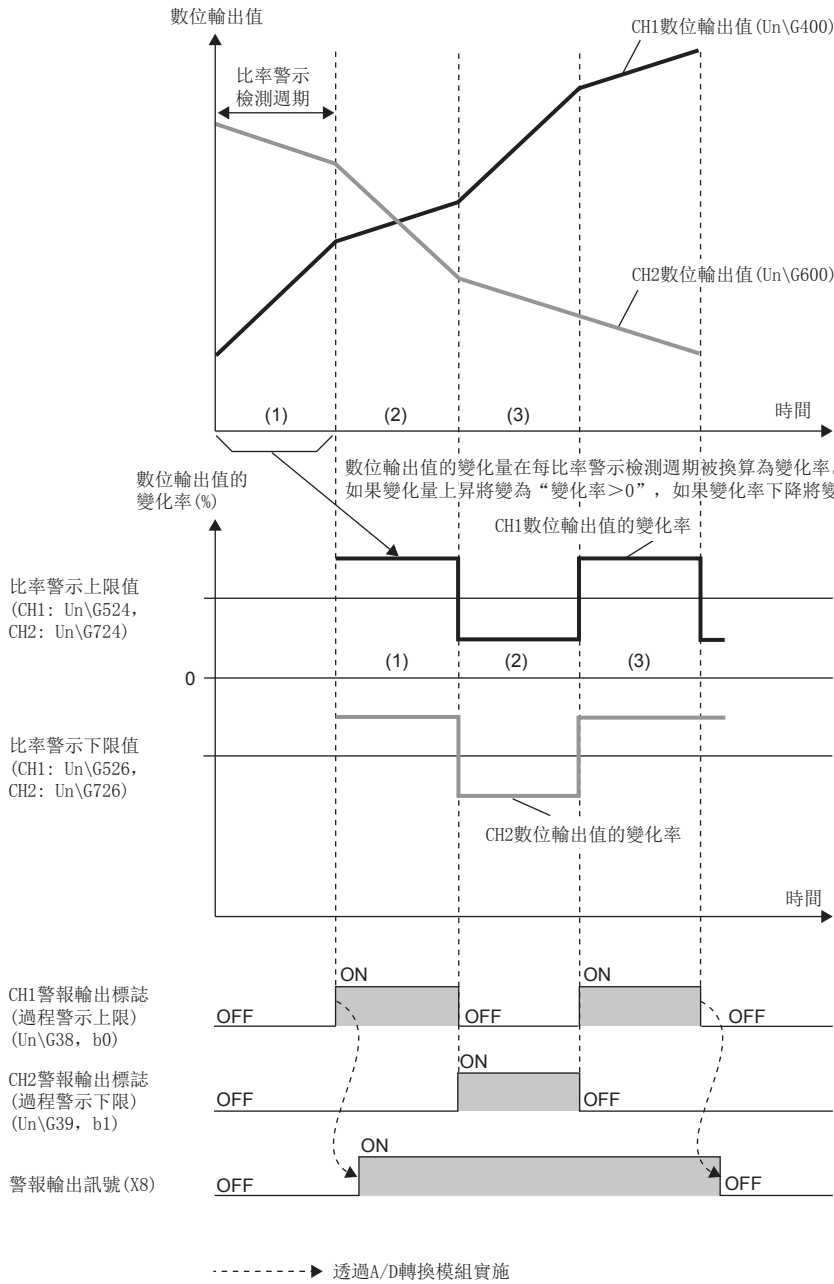 數位輸出值
CH1數位輸出值(Un\G400)
比率警示
檢測週期
CH2數位輸出值(Un\G600)
(1)
(2)
(3)
時間
數位輸出值的
變化率(%)
數位輸出值的變化量在每比率警示檢測週期被換算為變化率
如果變化量上昇將變為“變化率＞0”，如果變化率下降將變
CH1數位輸出值的變化率
比率警示上限值
(CH1: Un\G524,
CH2: Un\G724)
(1)
(2)
(3)
0
比率警示下限值
(CH1: Un\G526,
CH2: Un\G726)
CH2數位輸出值的變化率
時間
ON
ON
CH1警報輸出標誌
(過程警示上限)
(Un\G38, b0)
OFF
OFF
OFF
ON
CH2警報輸出標誌
(過程警示下限)
(Un\G39, b1)
OFF
OFF
ON
警報輸出訊號(X8)
OFF
OFF
透過A/D轉換模組實施